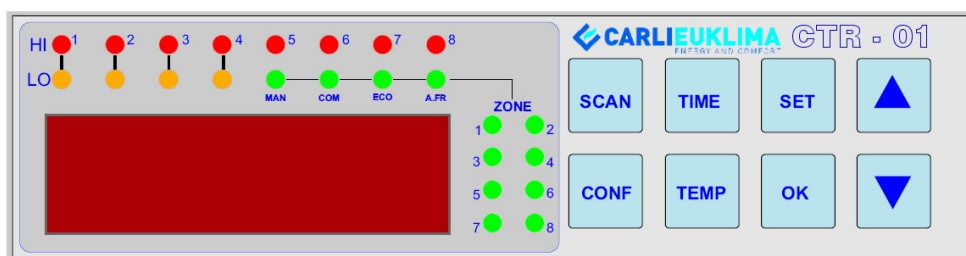 HI 1 2 3 4 5 6 7 8
LO
MAN COM ECO A.FR
ZONE
1 2
3 4
5 6
7 8
CARLIEUKLIMA CTR - 01
ENERGY AND COMFORT
SCAN TIME SET
CONF TEMP OK